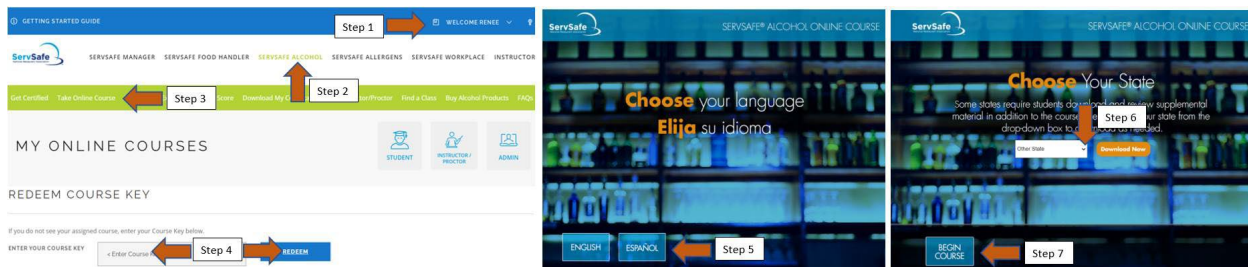 GETTING STARTED GUIDE
Step 1
WELCOME RENEE
ServSafe
SERVSAFE MANAGER SERVSAFE FOOD HANDLER SERVSAFE ALCOHOL SERVSAFE ALLERGENS SERVSAFE WORKPLACE INSTRUCTOR
Step 2
Get Certified Take Online Course Step 3 Score Download My Proctor Find a Class Buy Alcohol Products FAQs
MY ONLINE COURSES
STUDENT
INSTRUCTOR / PROCTOR
ADMIN
REDEEM COURSE KEY
If you do not see your assigned course, enter your Course Key below.
ENTER YOUR COURSE KEY
« Enter Course
Step 4
REDEEM
ServSafe
SERVSAFE® ALCOHOL ONLINE COURSE
Choose your language
Elija su idioma
ENGLISH
ESPAÑOL
Step 5
ServSafe
SERVSAFE® ALCOHOL ONLINE COURSE
Choose Your State
Some states require students download and review supplemental
material in addition to the course. your state from the
drop-down box to download as needed.
Step 6
Other State
Download Now
BEGIN
COURSE
Step 7